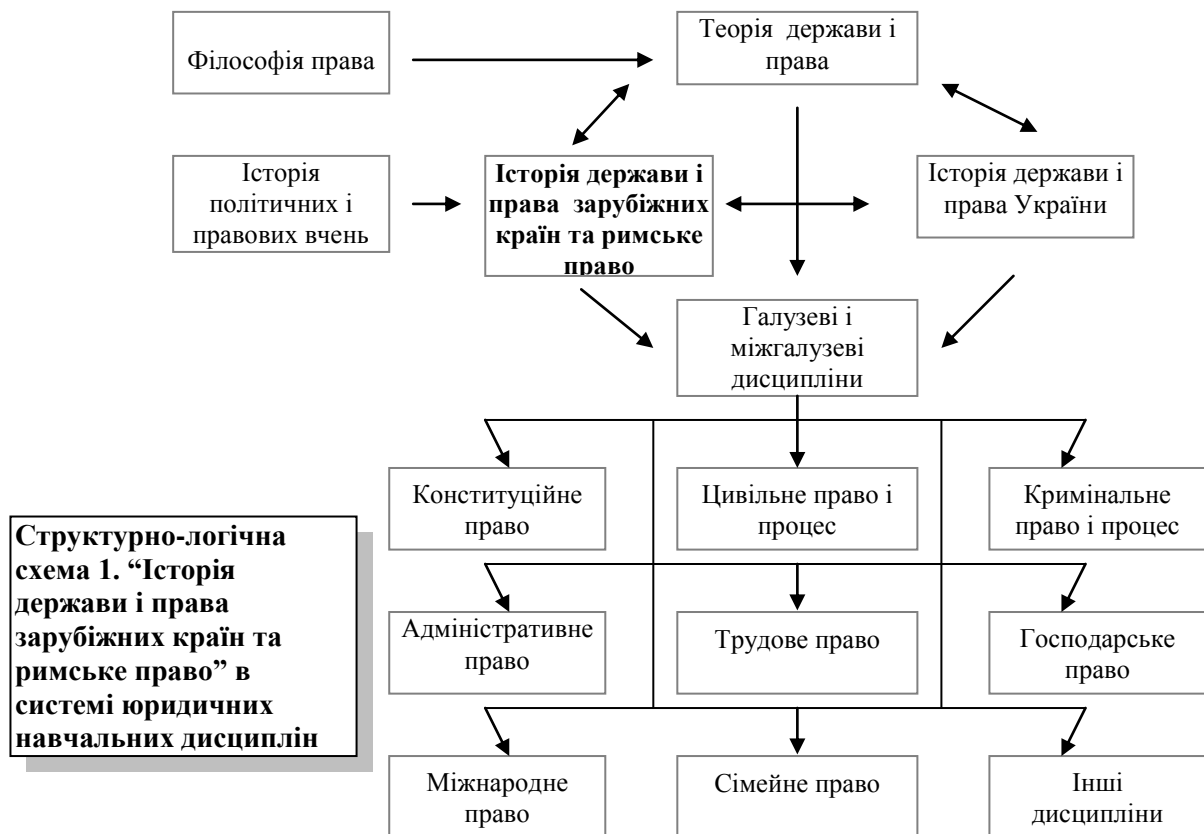 Філософія права
Теорія держави і
права
Історія
політичних і
правових вчень
Історія держави і
права зарубіжних
країн та римське
право
Історія держави і
права України
Галузеві і
міжгалузеві
дисципліни
Конституційне
право
Цивільне право і
процес
Кримінальне
право і процес
Структурно-логічна
схема 1. “Історія
держави і права
зарубіжних країн та
римське право” в
системі юридичних
навчальних дисциплін
Адміністративне
право
Трудове право
Господарське
право
Міжнародне
право
Сімейне право
Інші
дисципліни